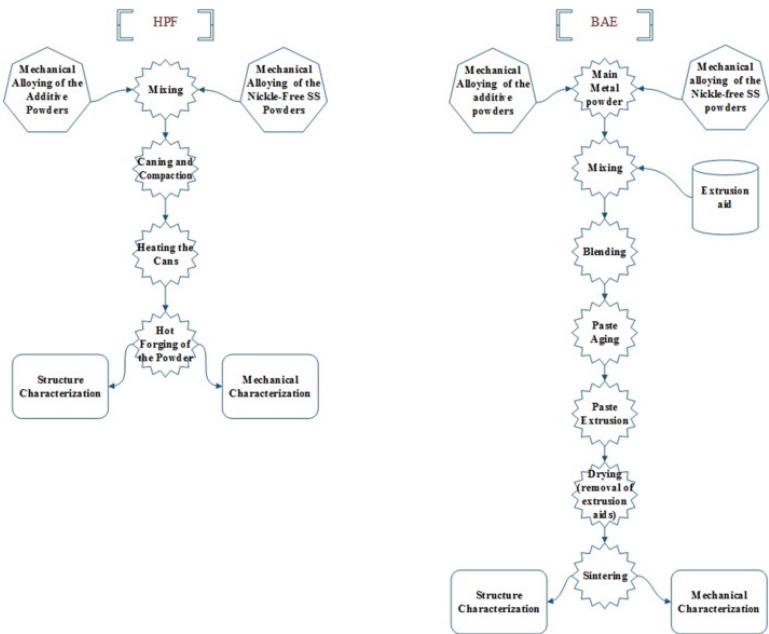 HPF
Mechanical
Alloying of the
Additive
Powders
Mixing
Mechanical
Alloying of the
Nickle-Free SS
Powders
Caning and
Compaction
Heating the
Cans
Hot
Forging of
the Powder
Structure
Characterization
Mechanical
Characterization
BAE
Mechanical
Alloying of the
additive
powders
Main
Metal
powder
Mechanical
alloying of the
Nickle-free SS
powders
Mixing
Extrusion
aid
Blending
Paste
Aging
Paste
Extrusion
Drying
(removal of
extrusion
aids)
Sintering
Structure
Characterization
Mechanical
Characterization